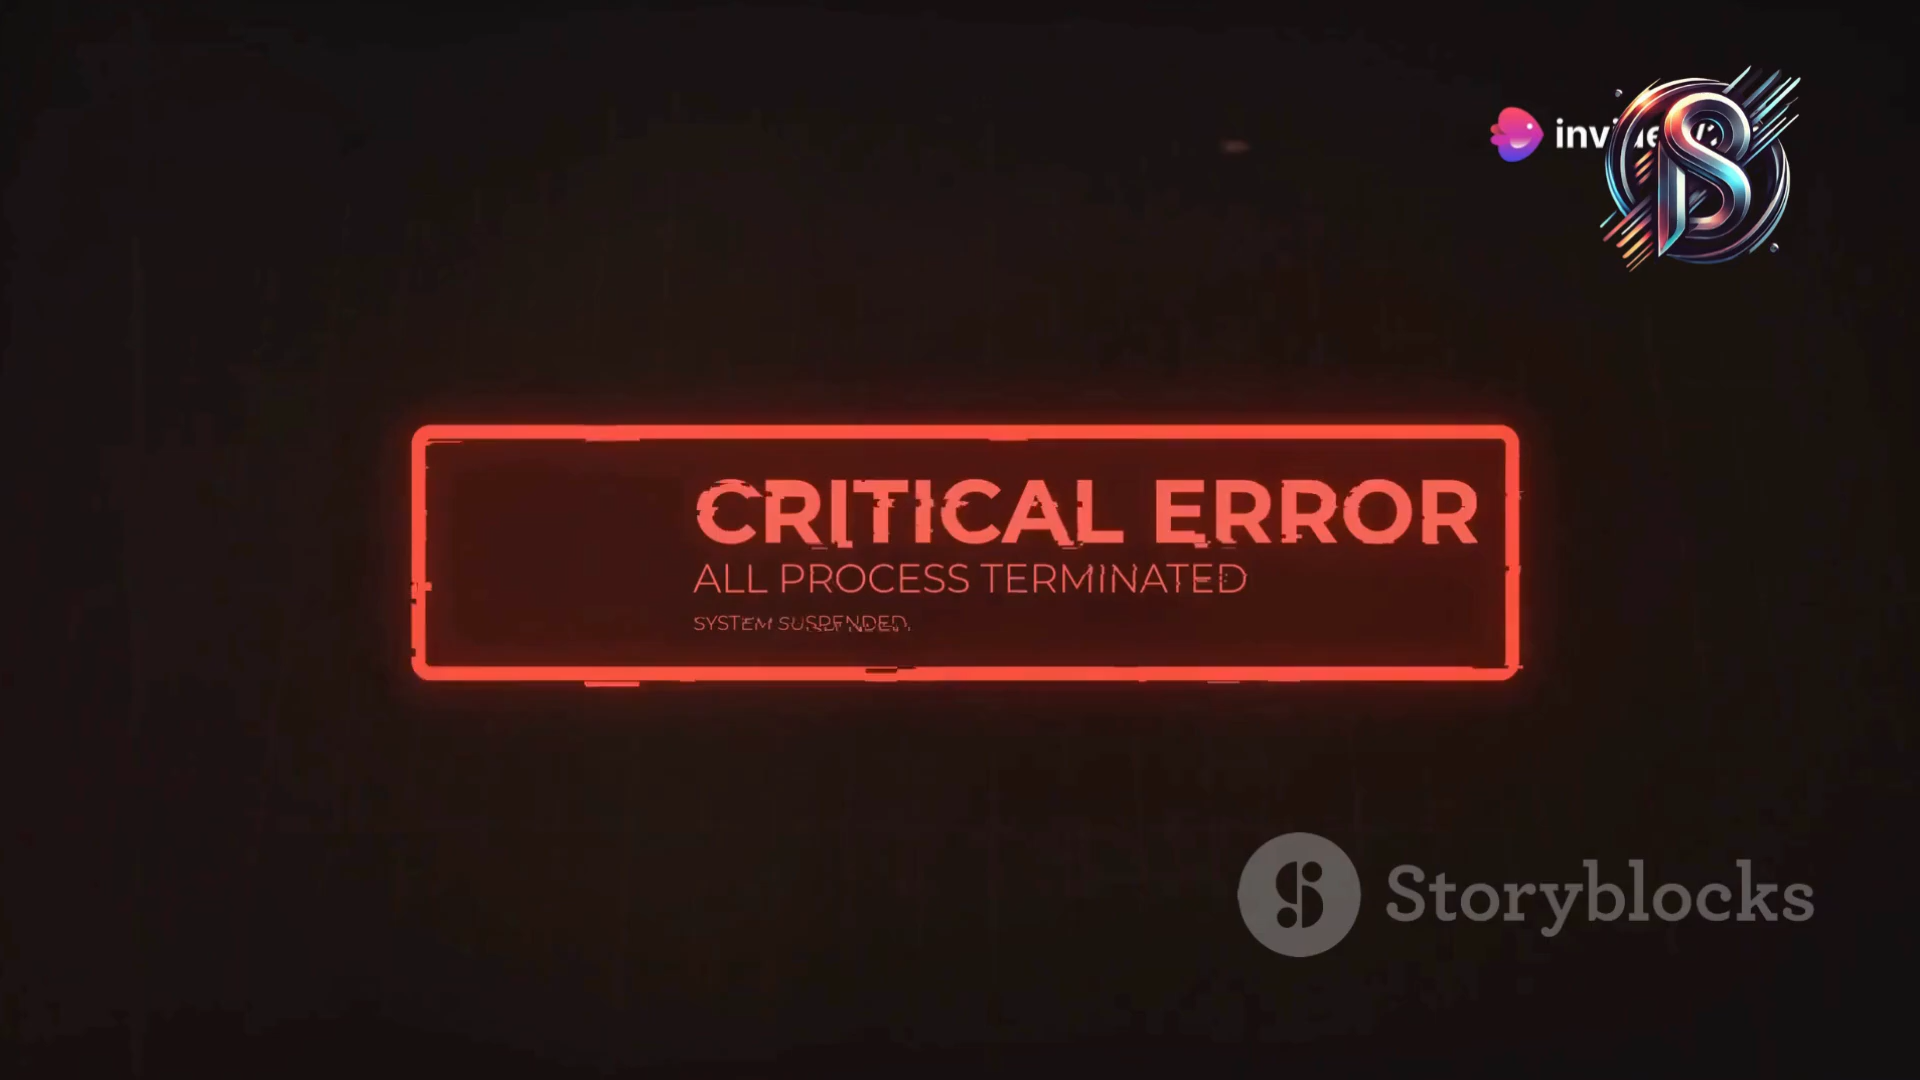 CRITICAL ERROR
ALL PROCESS TERMINATED
SYSTEM SUSPENDED.
Storyblocks